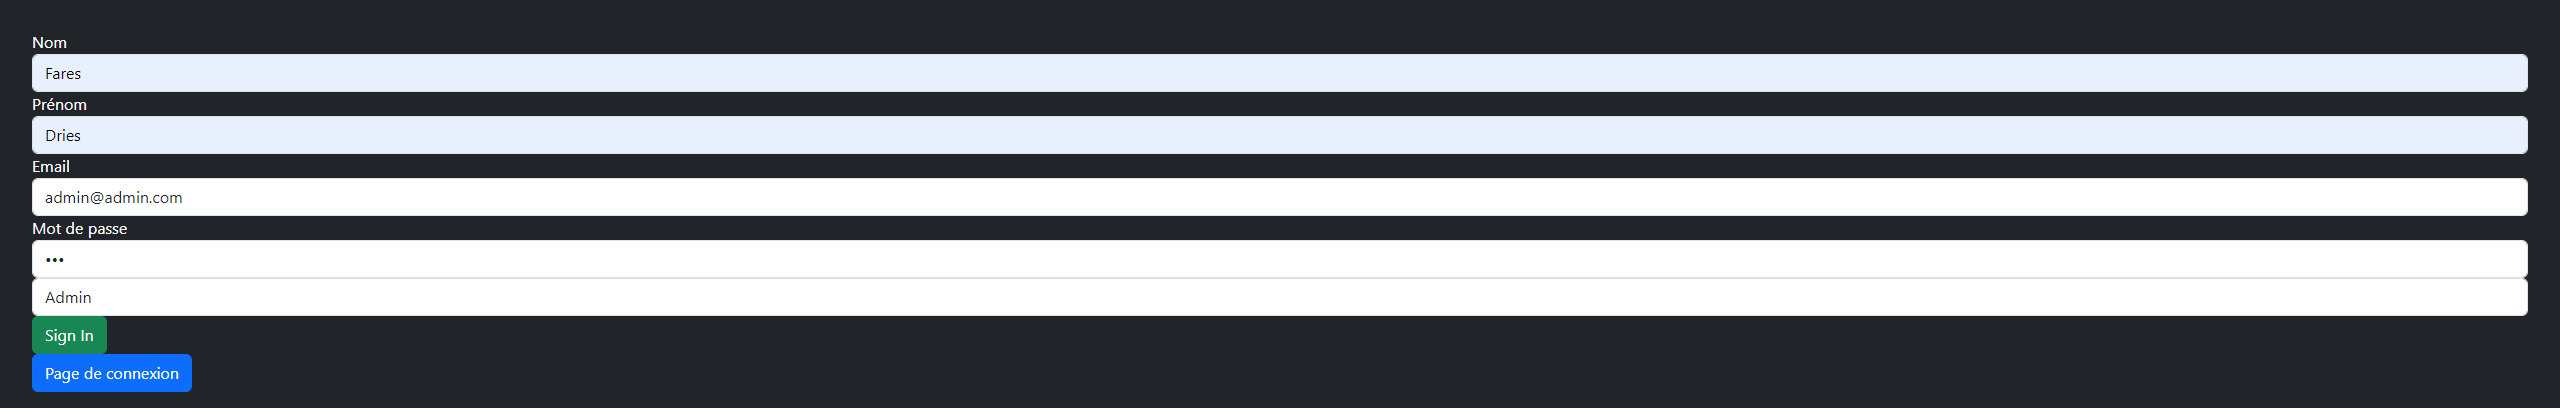 Nom
Fares
Prénom
Dries
Email
admin@admin.com
Mot de passe
•••
Admin
Sign In
Page de connexion